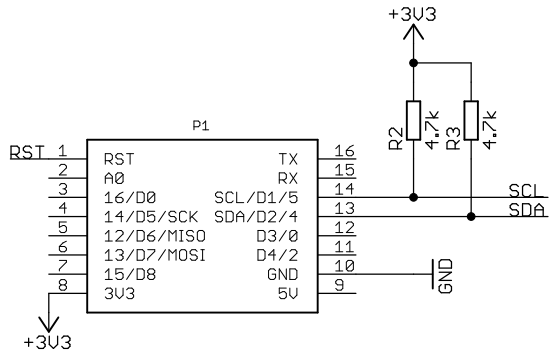 +3V3
R2
4.7k
R3
4.7k
P1
RST 1 RST TX 16
2 A0 RX 15
3 16/D0 SCL/D1/5 14 SCL
4 14/D5/SCK SDA/D2/4 13 SDA
5 12/D6/MISO D3/0 12
6 13/D7/MOSI D4/2 11
7 15/D8 GND 10 GND
8 3V3 5V 9
+3V3